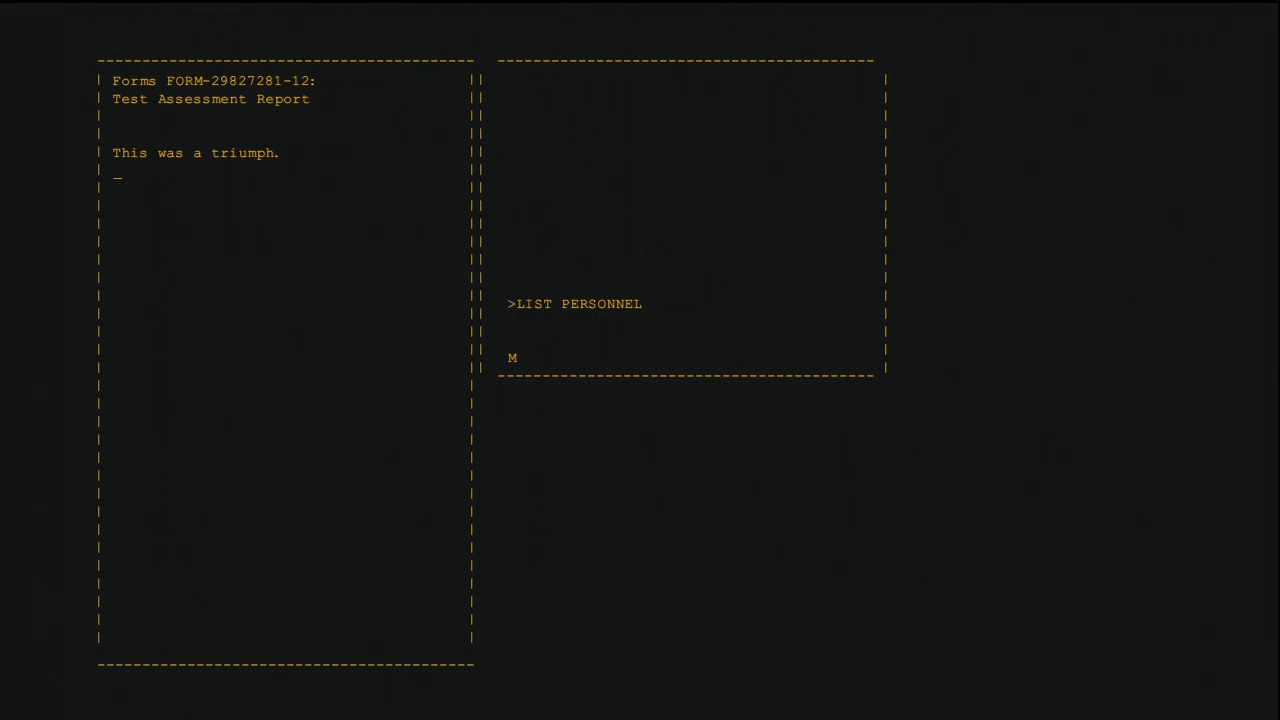 Forms FORM-29827281-12:
Test Assessment Report
This was a triumph.
_
>LIST PERSONNEL
M